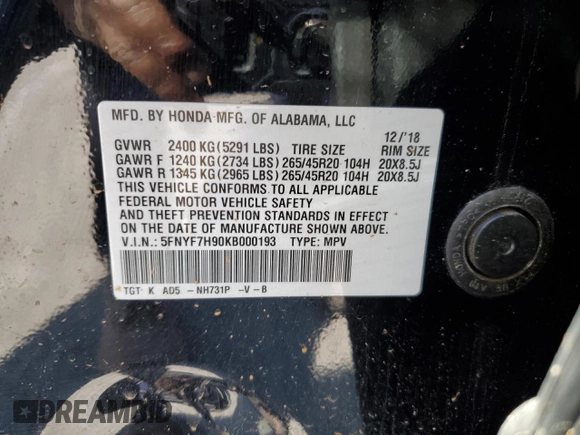 MFD. BY HONDA MFG. OF ALABAMA, LLC
12/'18
GVWR 2400 KG (5291 LBS) TIRE SIZE RIM SIZE
GAWR F 1240 KG (2734 LBS) 265/45R20 104H 20X8.5J
GAWR R 1345 KG (2965 LBS) 265/45R20 104H 20X8.5J
THIS VEHICLE CONFORMS TO ALL APPLICABLE
FEDERAL MOTOR VEHICLE SAFETY
AND THEFT PREVENTION STANDARDS IN EFFECT
ON THE DATE OF MANUFACTURE SHOWN ABOVE.
V.I.N.: 5FNYF7H90KB000193 TYPE: MPV
TGT K AD5 -NH731P -V-B
DREAMBID